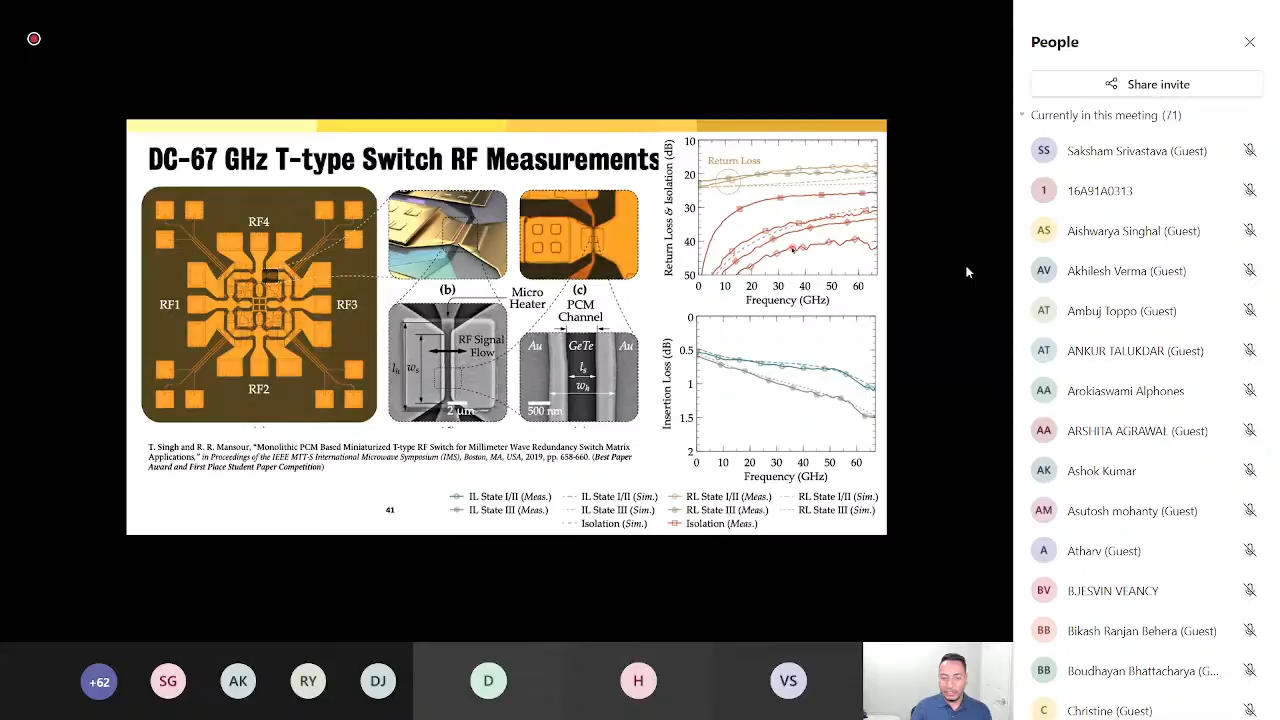 DC-67 GHz T-type Switch RF Measurements
RF4
RF1
RF3
RF2
(b)
(c)
Micro
Heater
PCM
Channel
RF Signal
Flow
2 µm
Au
GeTe
Au
500 nm
T. Singh and R. R. Mansour, "Monolithic PCM Based Miniaturized T-type RF Switch for Millimeter Wave Redundancy Switch Matrix
Applications," in Proceedings of the IEEE MTT-S International Microwave Symposium (IMS), Boston, MA, USA, 2019, pp. 658-660. (Best Paper
Award and First Place Student Paper Competition)
41
Return Loss & Isolation (dB)
Return Loss
10
20
30
40
50
0 10 20 30 40 50 60
Frequency (GHz)
Insertion Loss (dB)
0
0.5
1
1.5
2
0 10 20 30 40 50 60
Frequency (GHz)
IL State I/II (Meas.) IL State I/II (Sim.) RL State I/II (Meas.) RL State I/II (Sim.)
IL State III (Meas.) IL State III (Sim.) RL State III (Meas.) RL State III (Sim.)
Isolation (Sim.) Isolation (Meas.)
+62
SG
AK
RY
DJ
D
H
VS
People
Share invite
Currently in this meeting (71)
SS Saksham Srivastava (Guest)
1 16A91A0313
AS Aishwarya Singhal (Guest)
AV Akhilesh Verma (Guest)
AT Ambuj Toppo (Guest)
AT ANKUR TALUKDAR (Guest)
AA Arokiaswami Alphones
AA ARSHITA AGRAWAL (Guest)
AK Ashok Kumar
AM Asutosh mohanty (Guest)
A Atharv (Guest)
BV BJESVIN VEANCY
BB Bikash Ranjan Behera (Guest)
BB Boudhayan Bhattacharya (G...
C Christine (Guest)